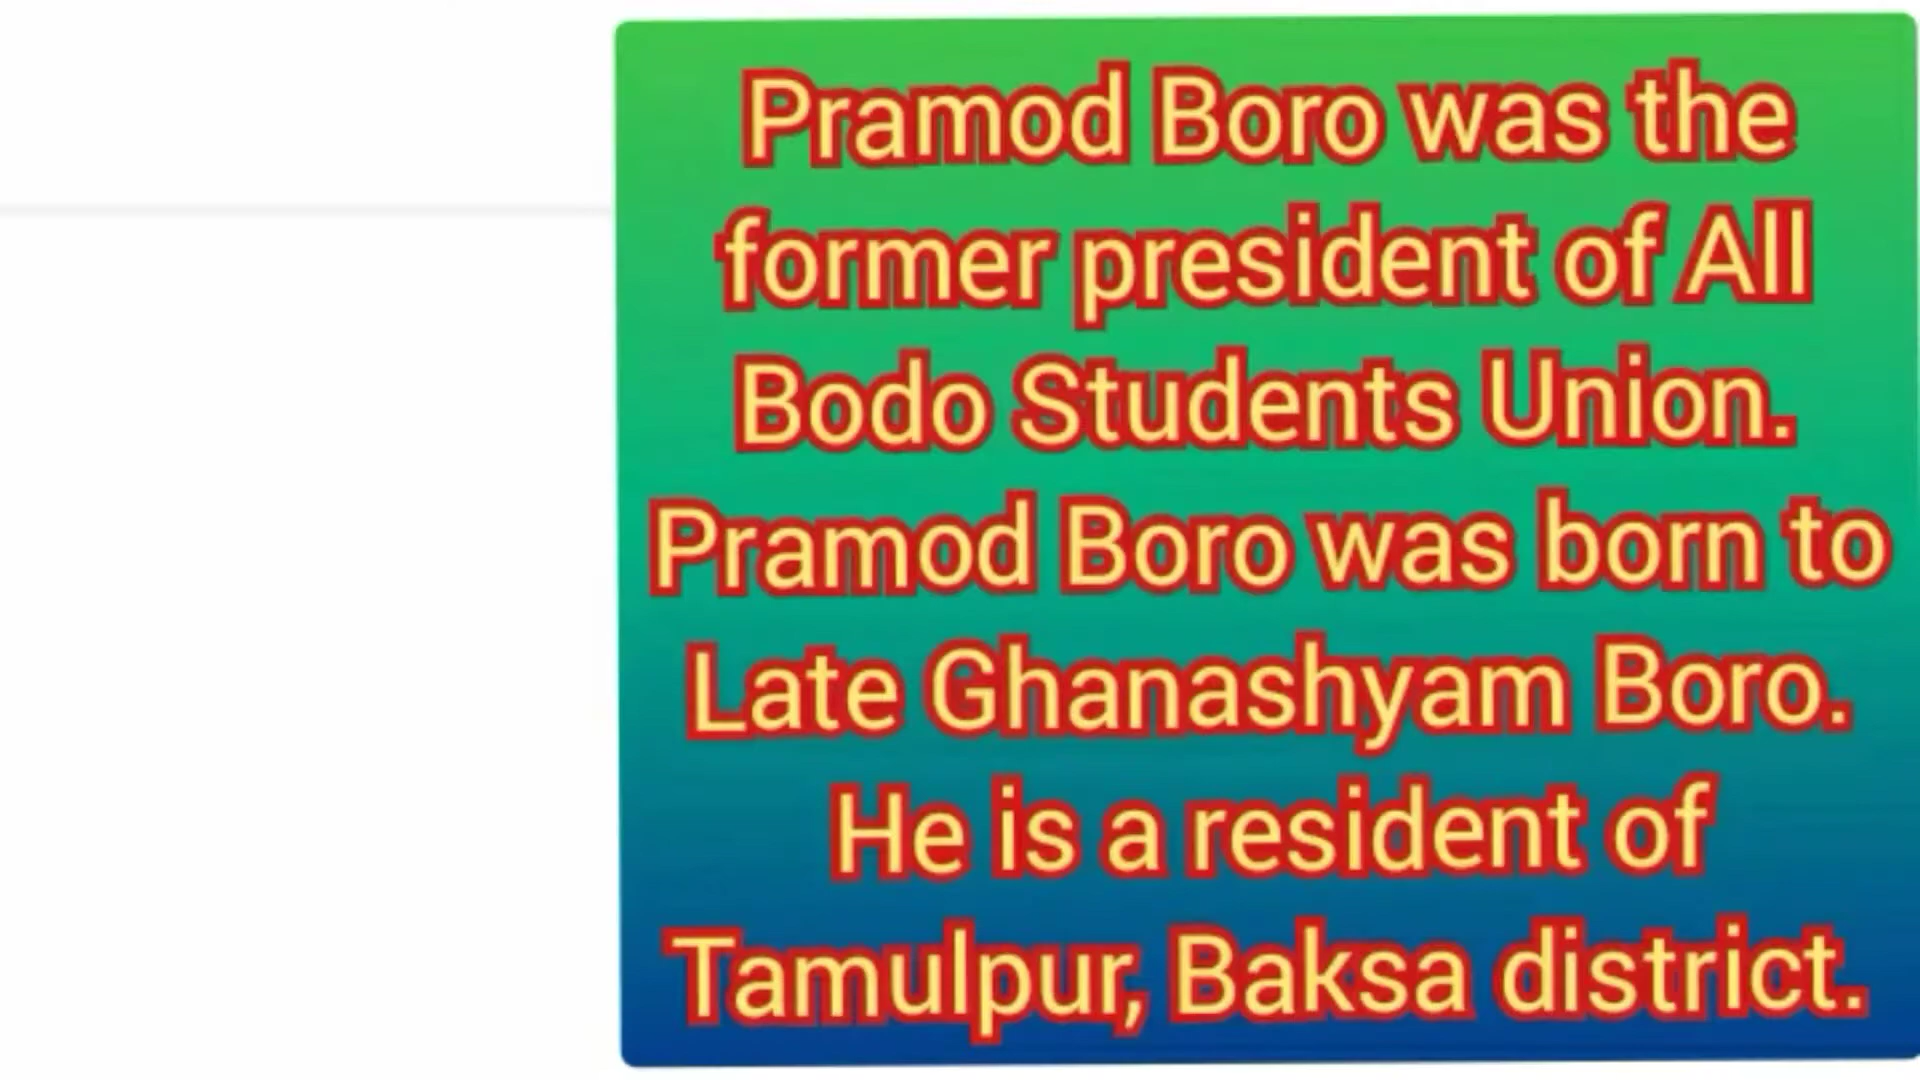 Pramod Boro was the
former president of All
Bodo Students Union.
Pramod Boro was born to
Late Ghanashyam Boro.
He is a resident of
Tamulpur, Baksa district.